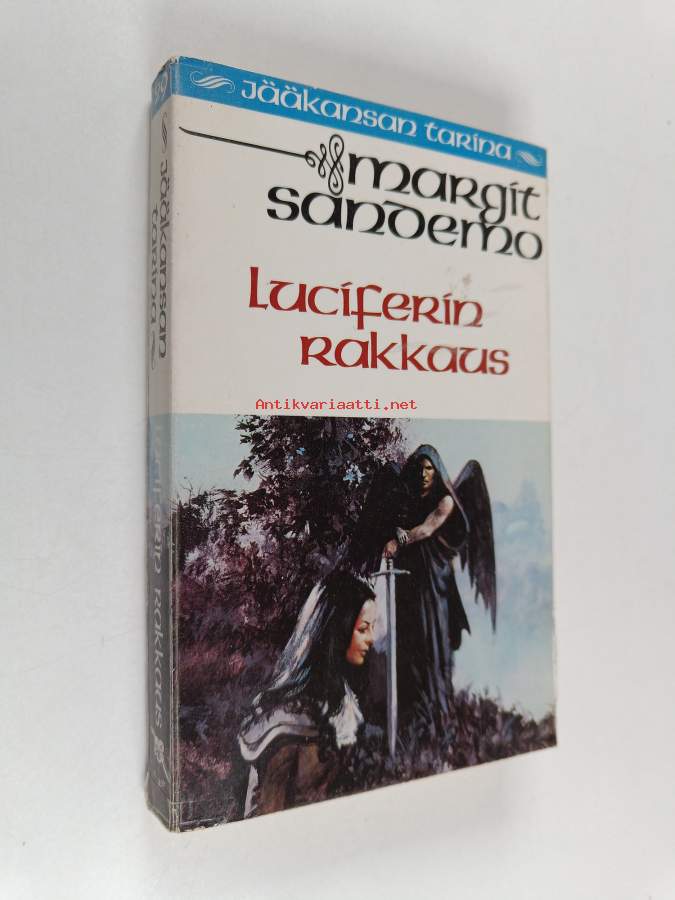 Jääkansan tarina
margit
sandemo
Luciferin
rakkaus
Antikvariaatti.net
Jääkansan
tarina
Luciferin rakkaus